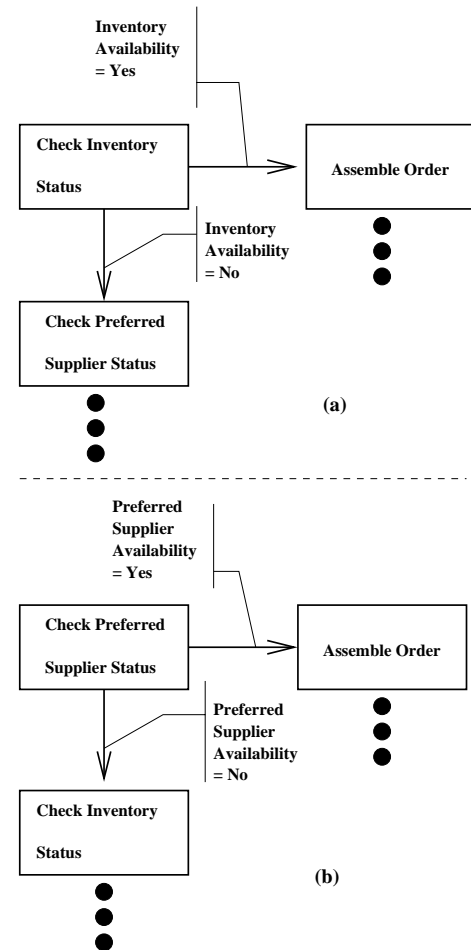 Inventory
Availability
= Yes
Check Inventory
Status
Assemble Order
Inventory
Availability
= No
Check Preferred
Supplier Status
(a)
Preferred
Supplier
Availability
= Yes
Check Preferred
Supplier Status
Assemble Order
Preferred
Supplier
Availability
= No
Check Inventory
Status
(b)